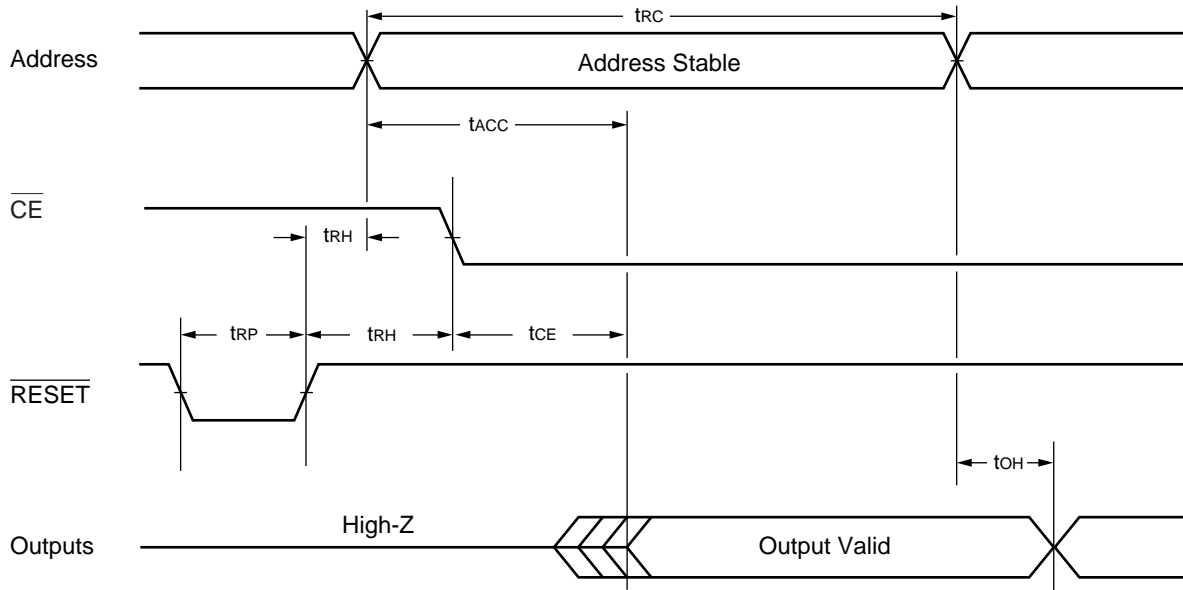 tRC
Address
Address Stable
tACC
CE
tRH
tRP
tRH
tCE
RESET
tOH
High-Z
Outputs
Output Valid